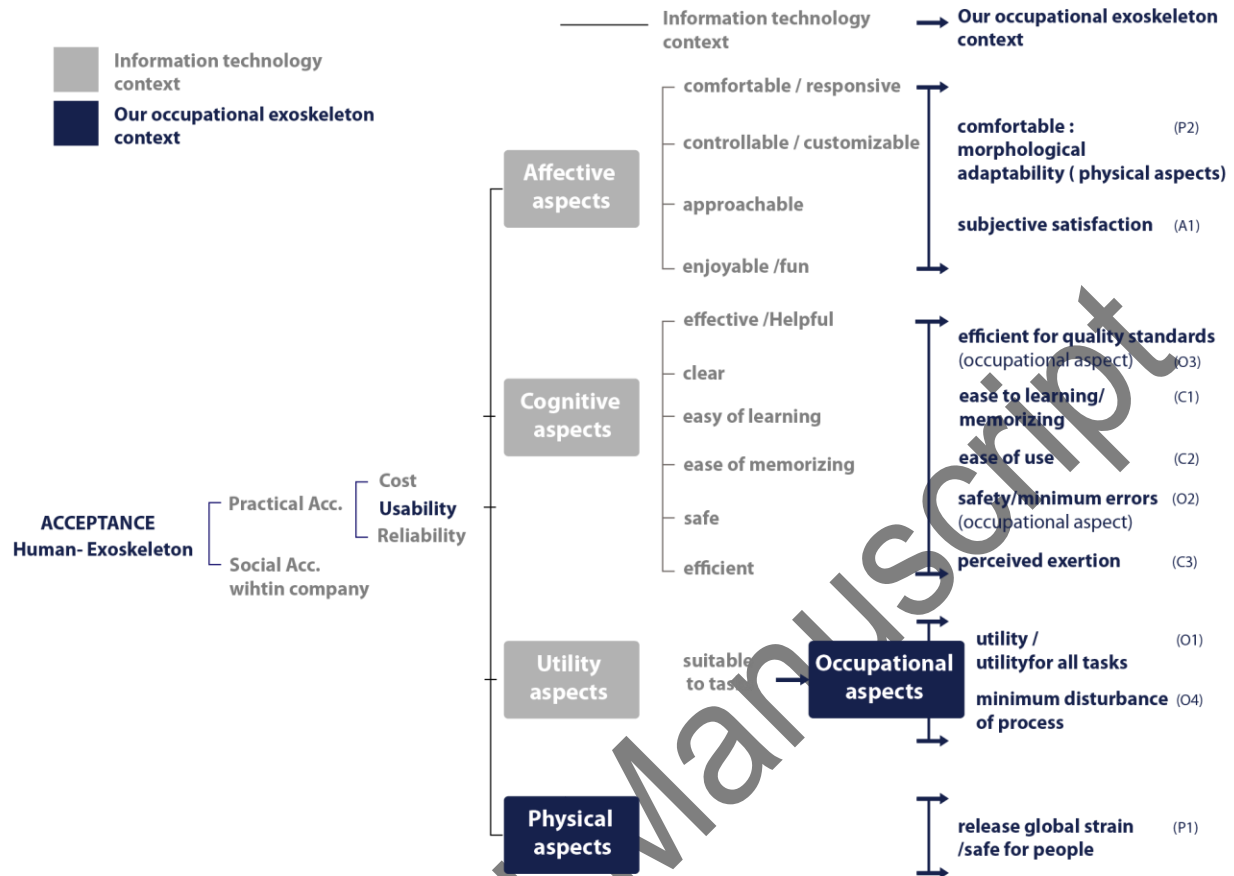 Information technology
context
Our occupational exoskeleton
context
Information technology
context
Our occupational exoskeleton
context
Affective
aspects
comfortable / responsive
controllable / customizable
approachable
enjoyable /fun
comfortable : (P2)
morphological
adaptability ( physical aspects)
subjective satisfaction (A1)
Cognitive
aspects
effective /Helpful
clear
easy of learning
ease of memorizing
safe
efficient
efficient for quality standards
(occupational aspect) (O3)
ease to learning/ (C1)
memorizing
ease of use (C2)
safety/minimum errors (O2)
(occupational aspect)
perceived exertion (C3)
ACCEPTANCE
Human- Exoskeleton
Practical Acc.
Social Acc.
wihtin company
Cost
Usability
Reliability
Utility
aspects
suitable
to task
Occupational
aspects
utility / (O1)
utilityfor all tasks
minimum disturbance (O4)
of process
Physical
aspects
release global strain (P1)
/safe for people
Manuscript